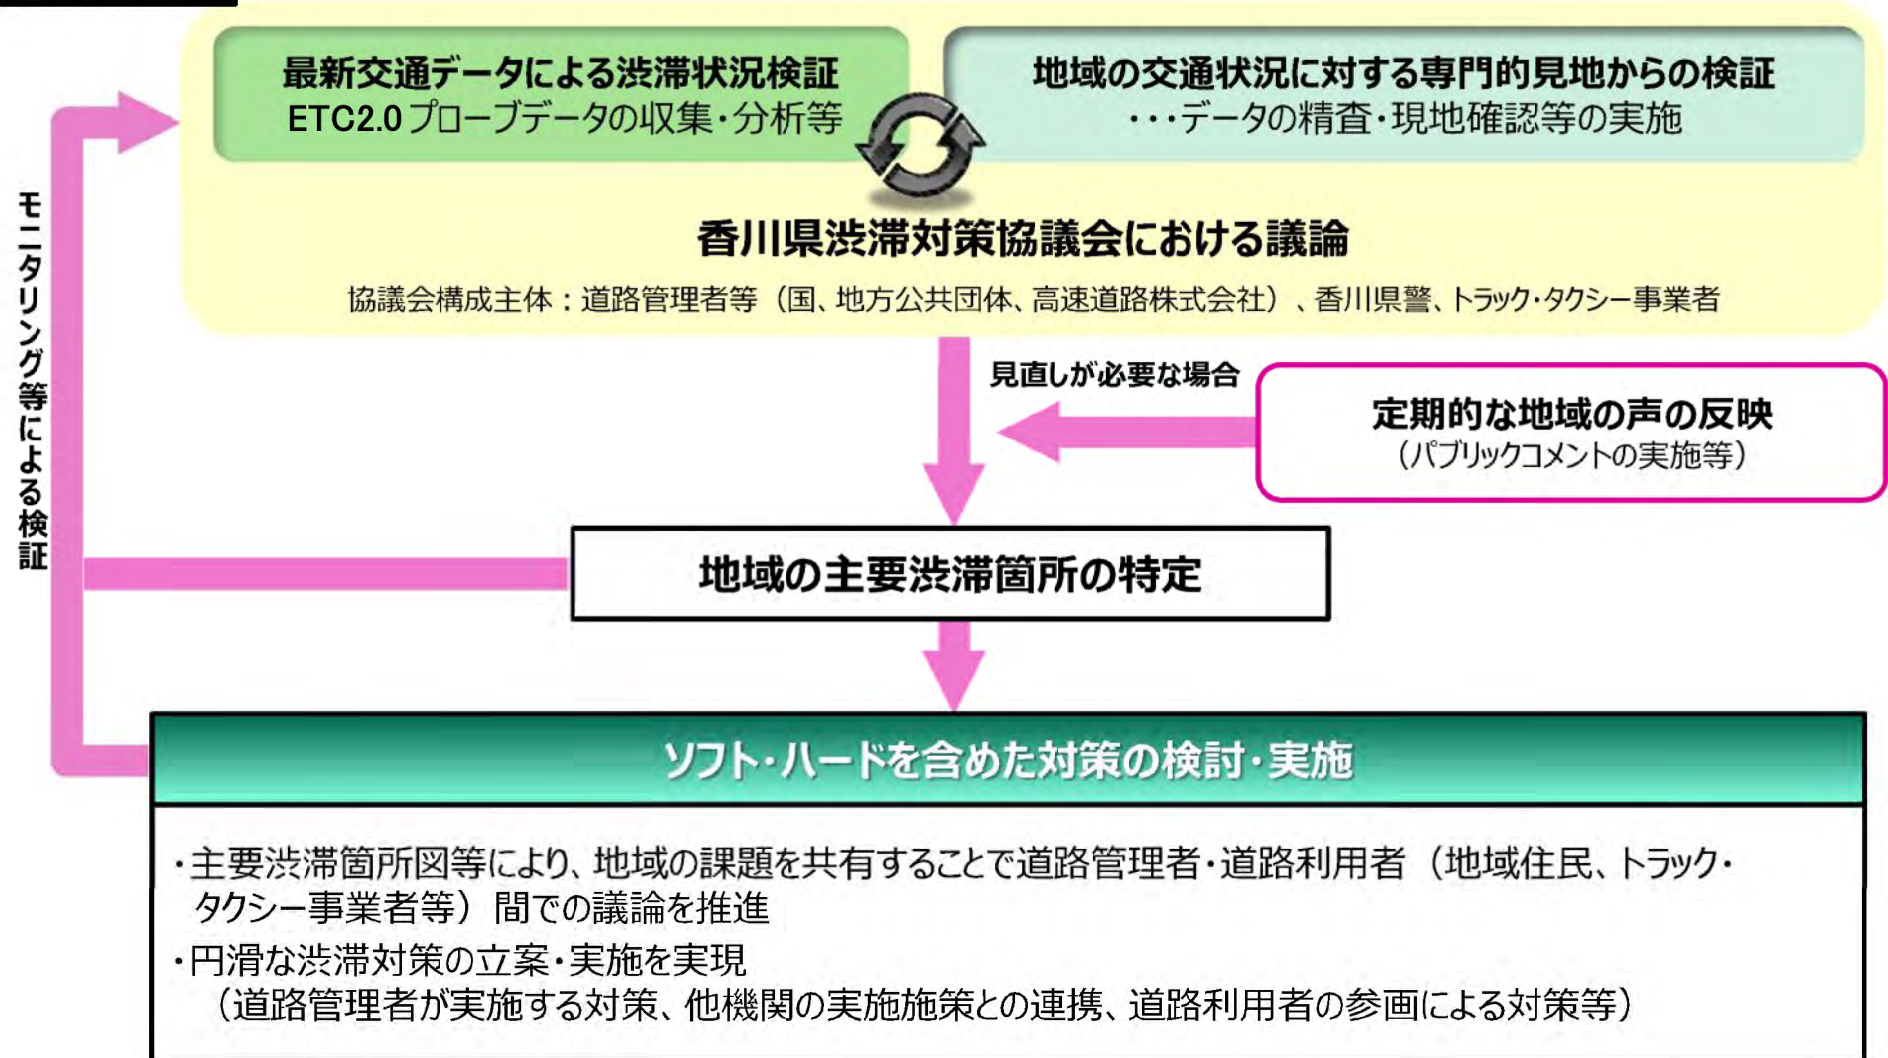 最新交通データによる渋滞状況検証
ETC2.0プローブデータの収集・分析等
地域の交通状況に対する専門的見地からの検証
・・・データの精査・現地確認等の実施
香川県渋滞対策協議会における議論
協議会構成主体：道路管理者等（国、地方公共団体、高速道路株式会社）、香川県警、トラック・タクシー事業者
モニタリング等による検証
見直しが必要な場合
定期的な地域の声の反映
（パブリックコメントの実施等）
地域の主要渋滞箇所の特定
ソフト・ハードを含めた対策の検討・実施
・主要渋滞箇所図等により、地域の課題を共有することで道路管理者・道路利用者（地域住民、トラック・
タクシー事業者等）間での議論を推進
・円滑な渋滞対策の立案・実施を実現
（道路管理者が実施する対策、他機関の実施施策との連携、道路利用者の参画による対策等）